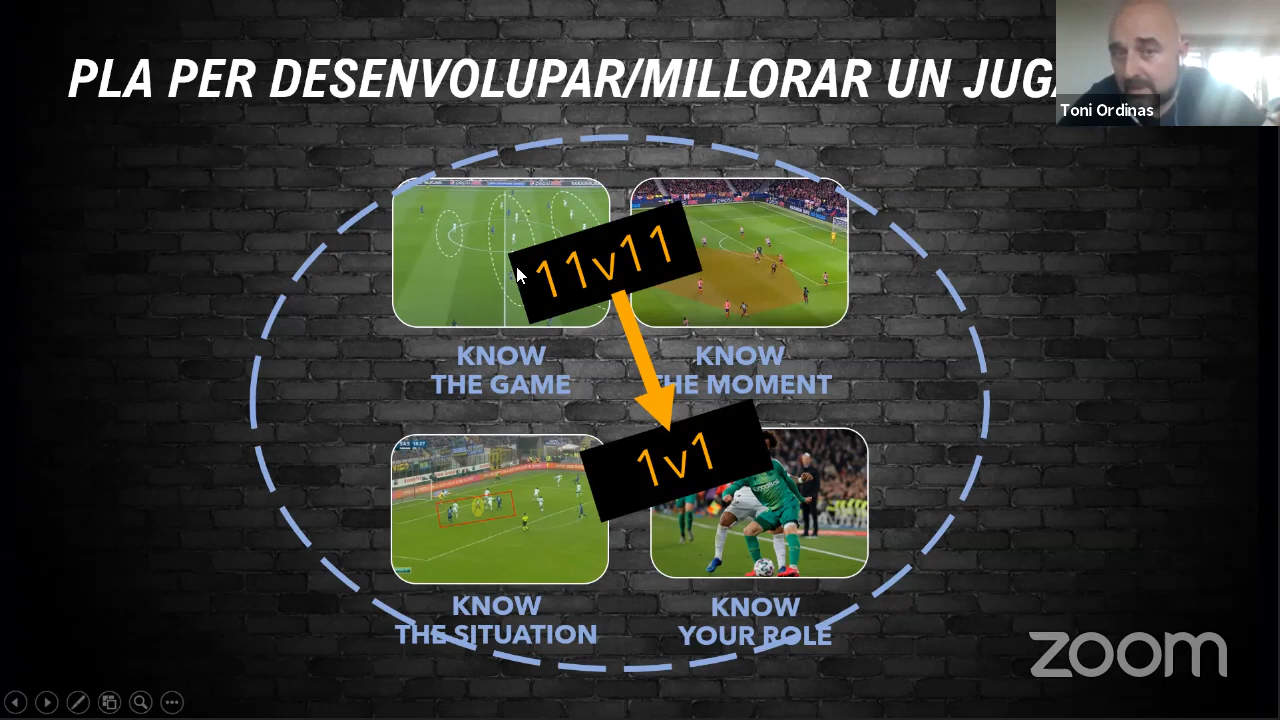 PLA PER DESENVOLUPAR/MILLORAR UN JUGA
Toni Ordinas
11v11
KNOW
THE GAME
KNOW
THE MOMENT
1v1
KNOW
THE SITUATION
KNOW
YOUR ROLE
zoom